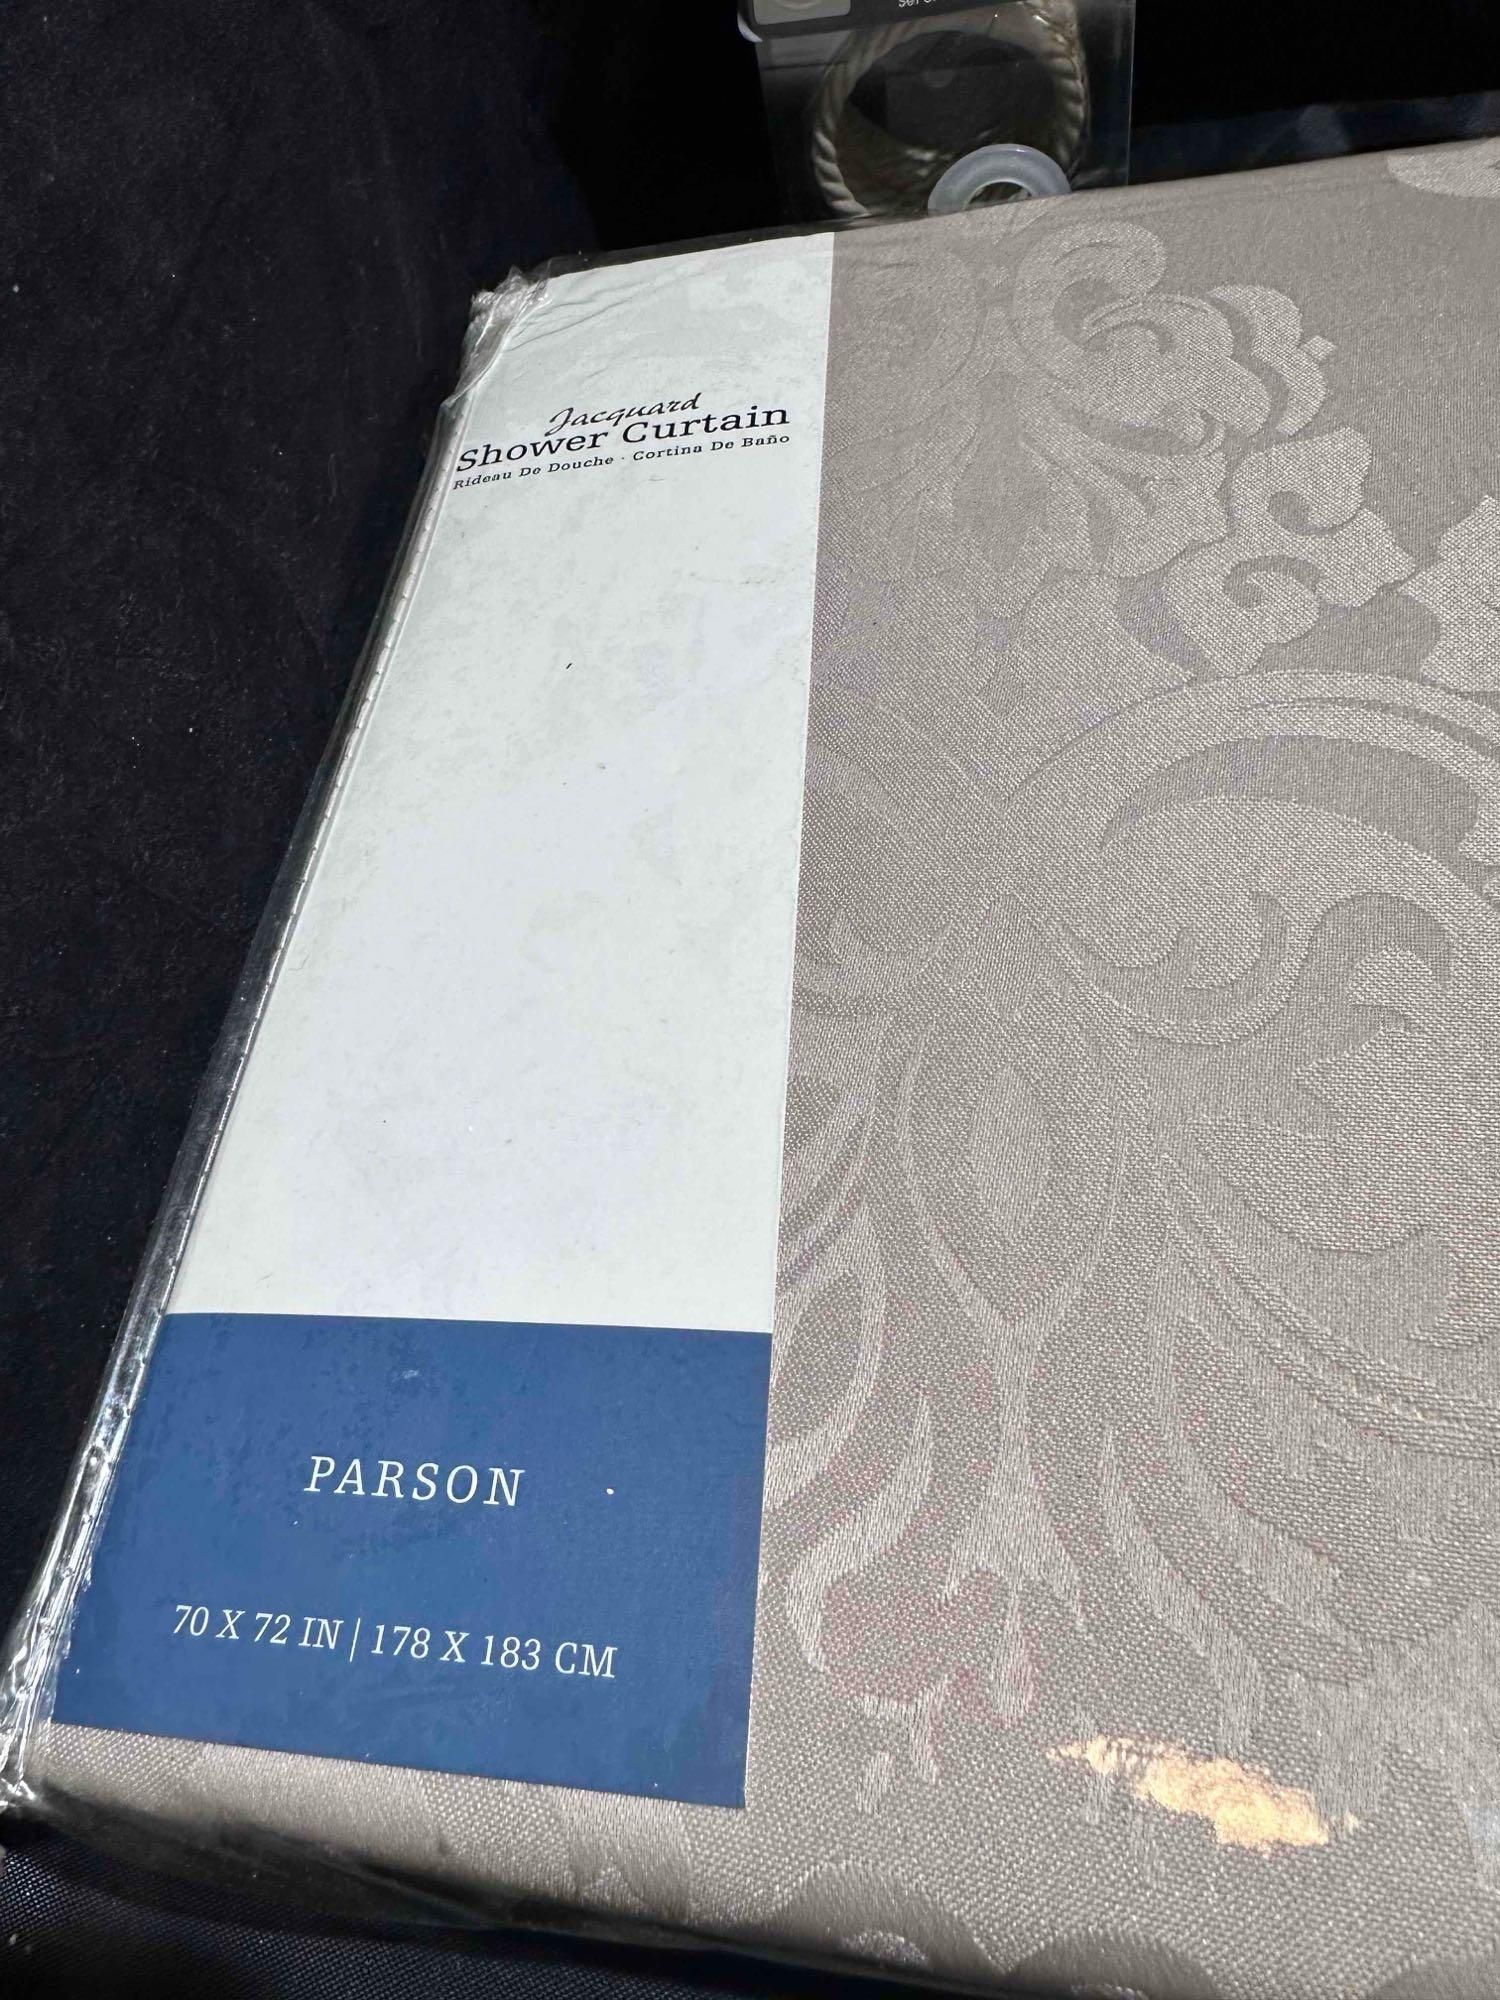 Jacquard
Shower Curtain
Rideau De Douche · Cortina De Baño
PARSON
70 X 72 IN | 178 X 183 CM